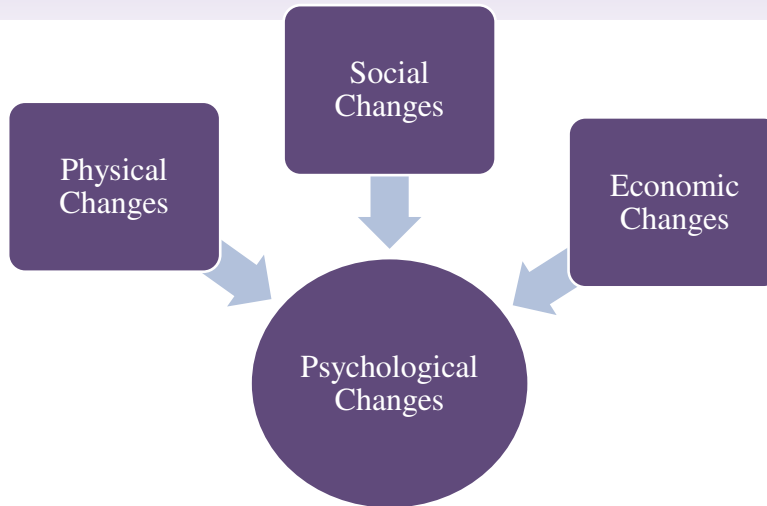 Social
Changes
Physical
Changes
Economic
Changes
Psychological
Changes